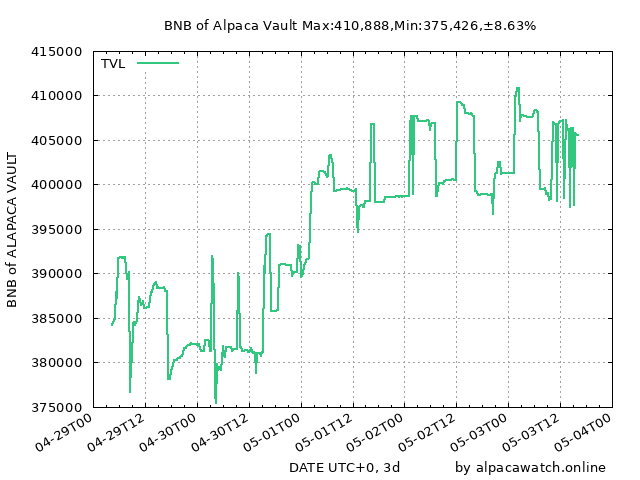 BNB of Alpaca Vault Max:410,888,Min:375,426,±8.63%
TVL
415000
410000
405000
400000
395000
390000
385000
380000
375000
BNB of ALAPACA VAULT
04-29T00
04-29T12
04-30T00
04-30T12
05-01T00
05-01T12
05-02T00
05-02T12
05-03T00
05-03T12
05-04T00
DATE UTC+0, 3d
by alpacawatch.online